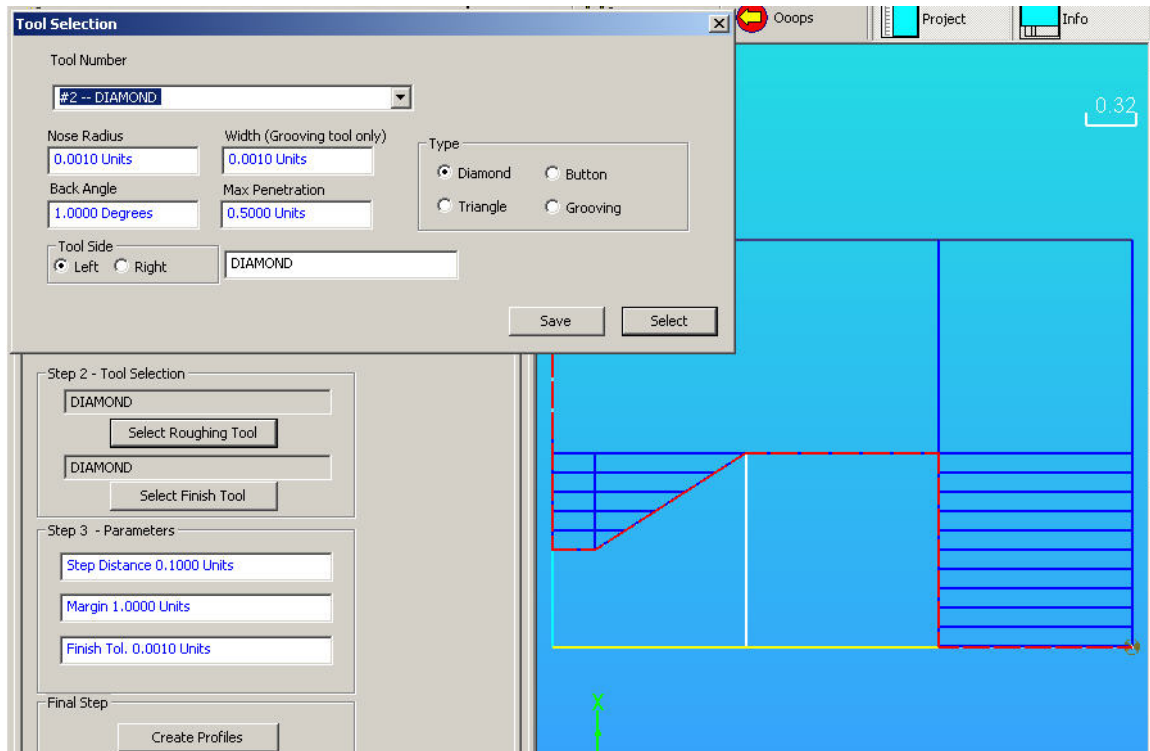 Tool Selection
Ooops
Project
Info
Tool Number
#2 -- DIAMOND
Nose Radius
Width (Grooving tool only)
0.0010 Units
0.0010 Units
Back Angle
Max Penetration
1.0000 Degrees
0.5000 Units
Type
Diamond
Button
Triangle
Grooving
Tool Side
Left
Right
DIAMOND
Save
Select
0.32
Step 2 - Tool Selection
DIAMOND
Select Roughing Tool
DIAMOND
Select Finish Tool
Step 3 - Parameters
Step Distance 0.1000 Units
Margin 1.0000 Units
Finish Tol. 0.0010 Units
Final Step
Create Profiles
X